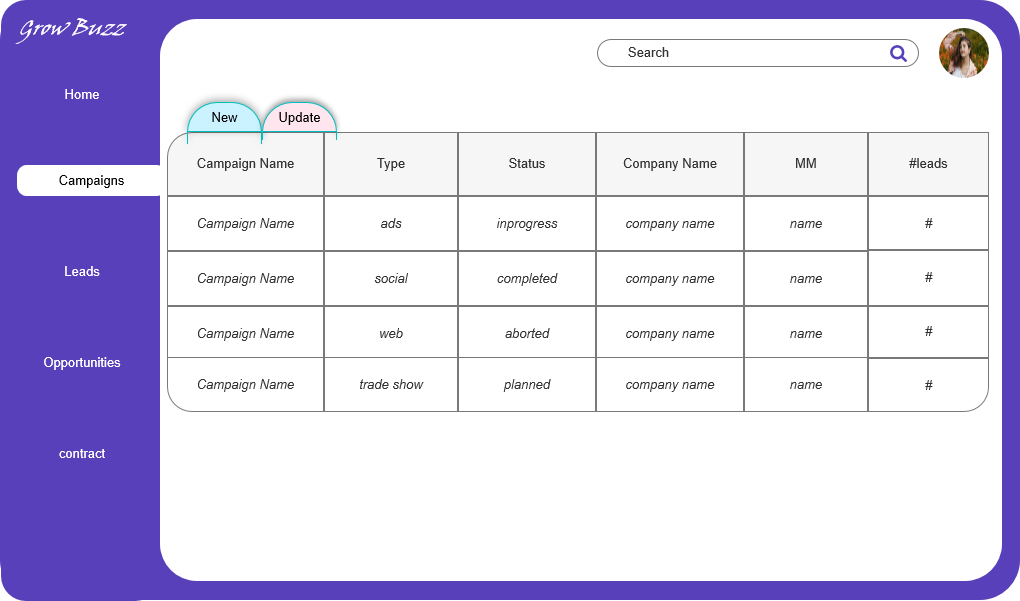 Grow Buzz
Search
Home
Campaigns
Leads
Opportunities
contract
New Update
Campaign Name Type Status Company Name MM #leads
Campaign Name ads inprogress company name name #
Campaign Name social completed company name name #
Campaign Name web aborted company name name #
Campaign Name trade show planned company name name #